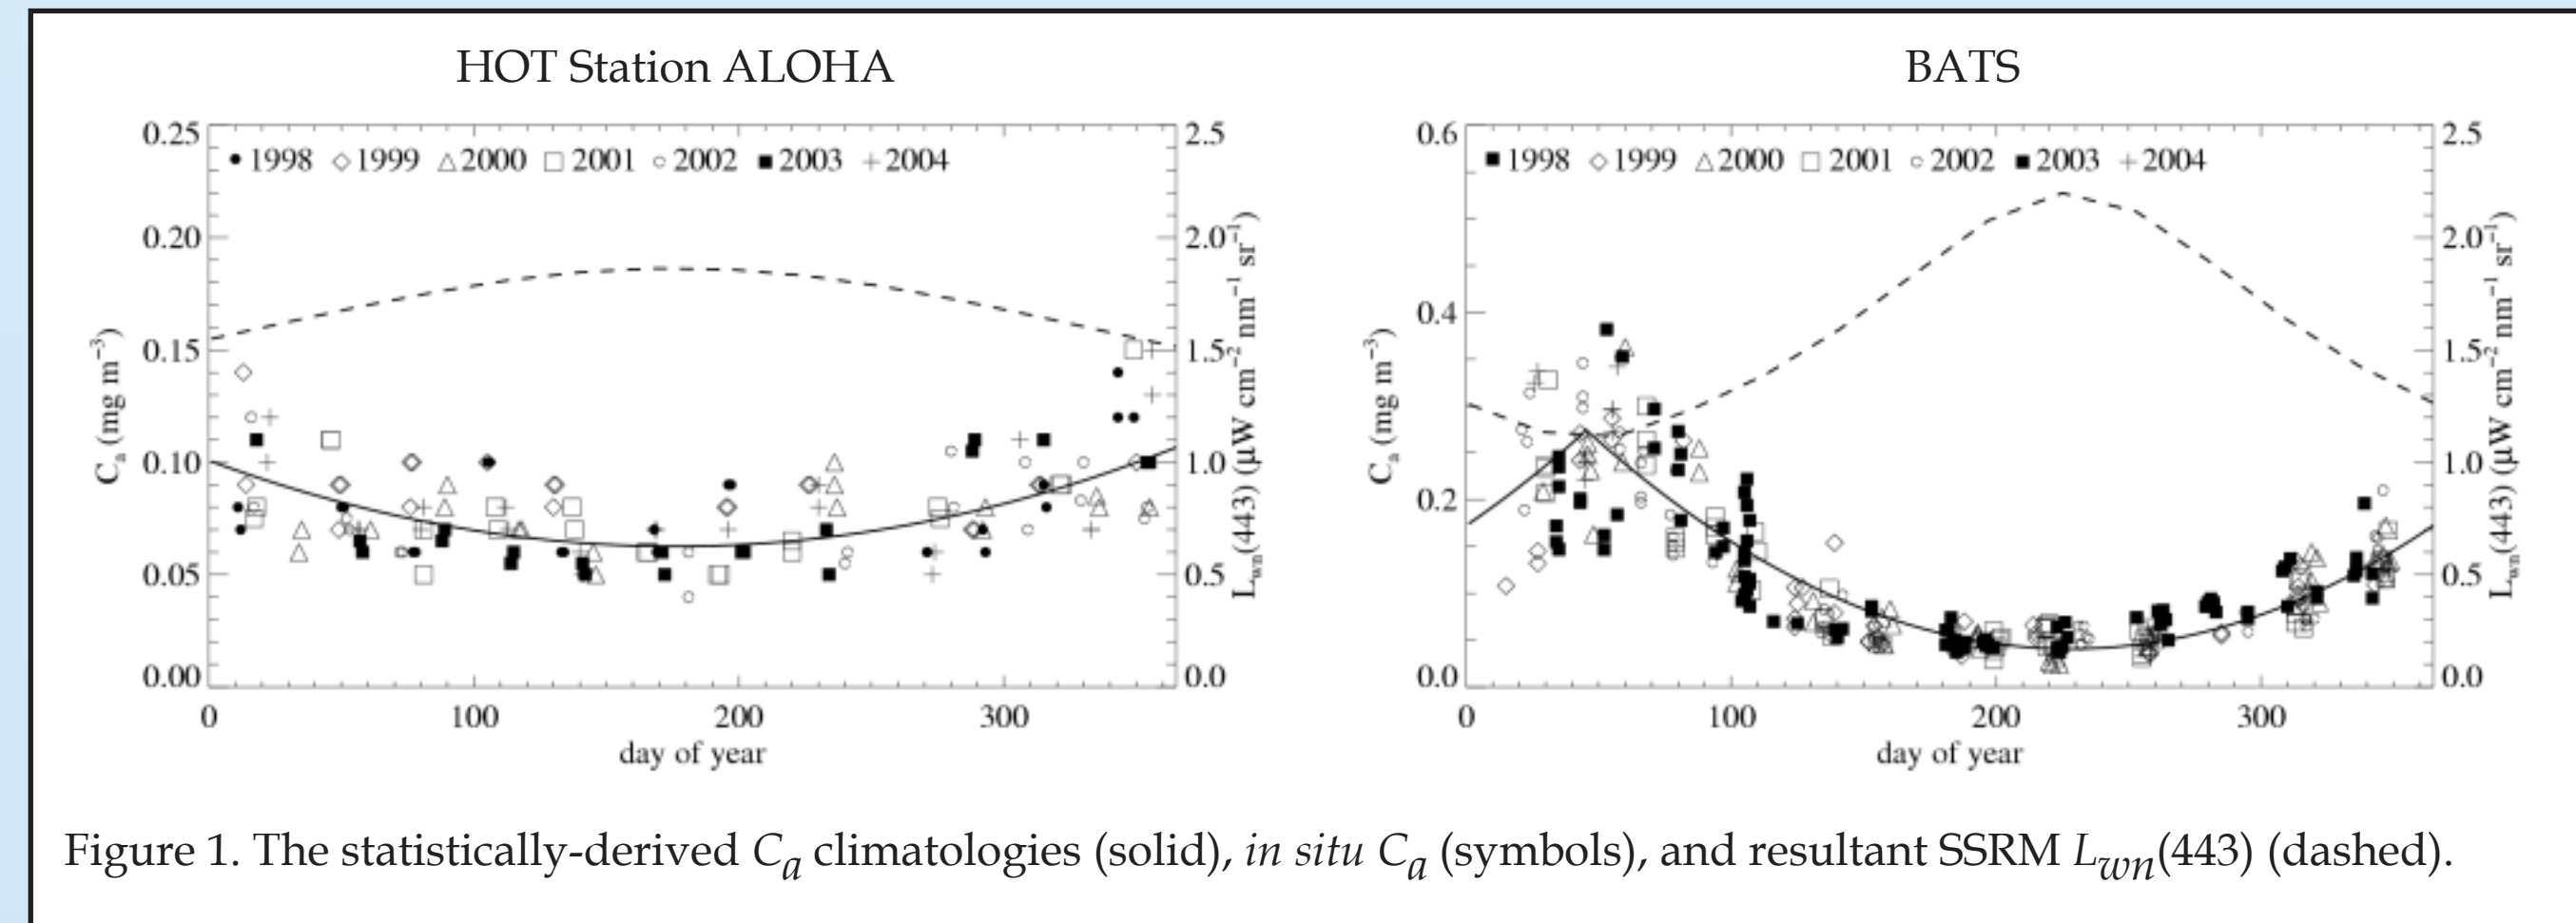 HOT Station ALOHA
0.25
0.20
0.15
0.10
0.05
0.00
Cₐ (mg m⁻³)
● 1998 ◇ 1999 △ 2000 □ 2001 ○ 2002 ■ 2003 + 2004
2.5
2.0
1.5
1.0
0.5
0.0
Lwn(443) (μW cm⁻² nm⁻¹ sr⁻¹)
0 100 200 300
day of year
BATS
0.6
0.4
0.2
0.0
Cₐ (mg m⁻³)
■ 1998 ◇ 1999 △ 2000 □ 2001 ○ 2002 ■ 2003 + 2004
2.5
2.0
1.5
1.0
0.5
0.0
Lwn(443) (μW cm⁻² nm⁻¹ sr⁻¹)
0 100 200 300
day of year
Figure 1. The statistically-derived Cₐ climatologies (solid), in situ Cₐ (symbols), and resultant SSRM Lwn(443) (dashed).